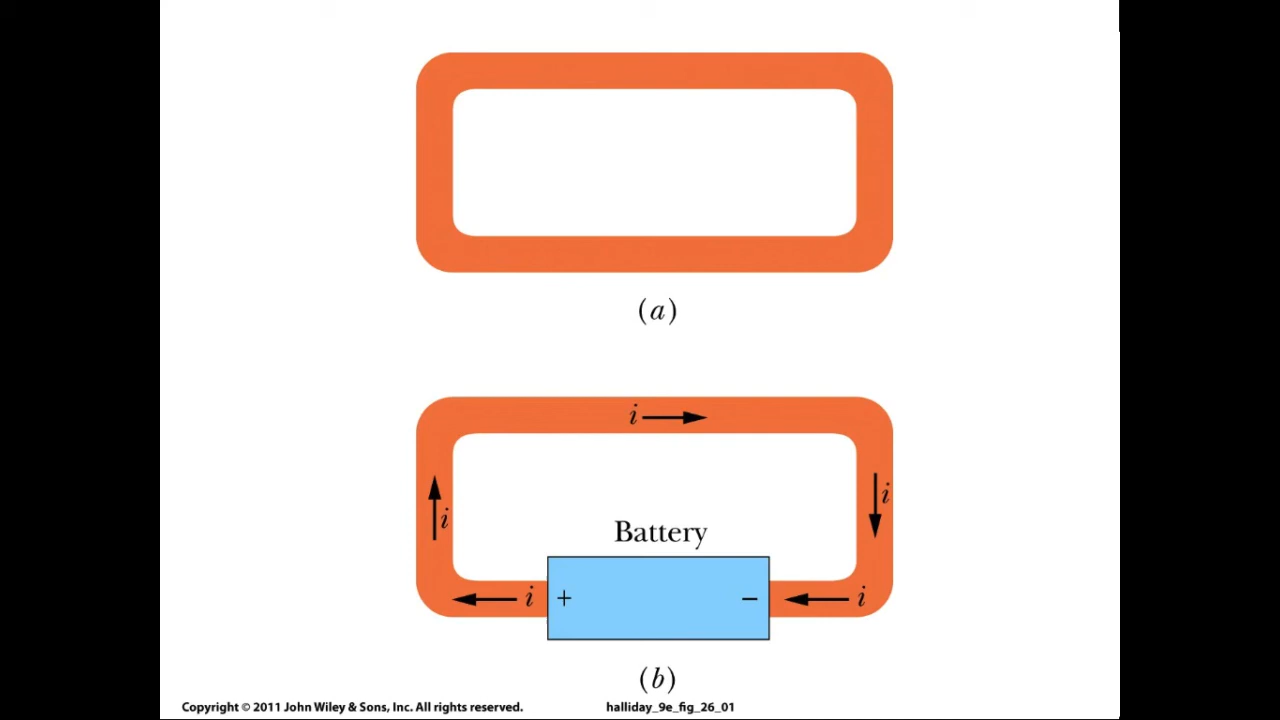 (a)
i
i
i
Battery
i
+
−
i
(b)
Copyright © 2011 John Wiley & Sons, Inc. All rights reserved.
halliday_9e_fig_26_01